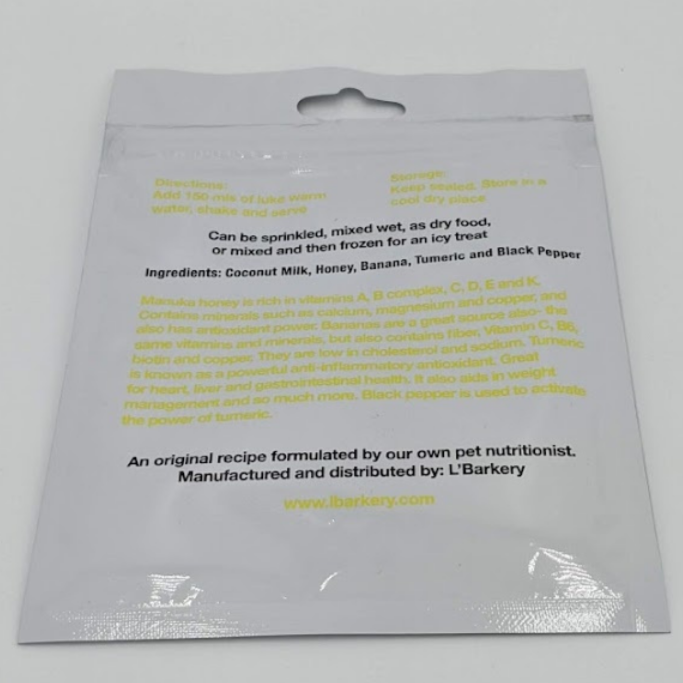 Directions:
Add 150 mls of luke warm
water, shake and serve
Storage:
Keep sealed. Store in a
cool dry place
Can be sprinkled, mixed wet, as dry food,
or mixed and then frozen for an icy treat
Ingredients: Coconut Milk, Honey, Banana, Tumeric and Black Pepper
Manuka honey is rich in vitamins A, B complex, C, D, E and K.
Contains minerals such as calcium, magnesium and copper, and
also has antioxidant power. Bananas are a great source also- the
same vitamins and minerals, but also contains fiber, Vitamin C, B6,
biotin and copper. They are low in cholesterol and sodium. Tumeric
is known as a powerful anti-inflammatory antioxidant. Great
for heart, liver and gastrointestinal health. It also aids in weight
management and so much more. Black pepper is used to activate
the power of tumeric.
An original recipe formulated by our own pet nutritionist.
Manufactured and distributed by: L'Barkery
www.lbarkery.com